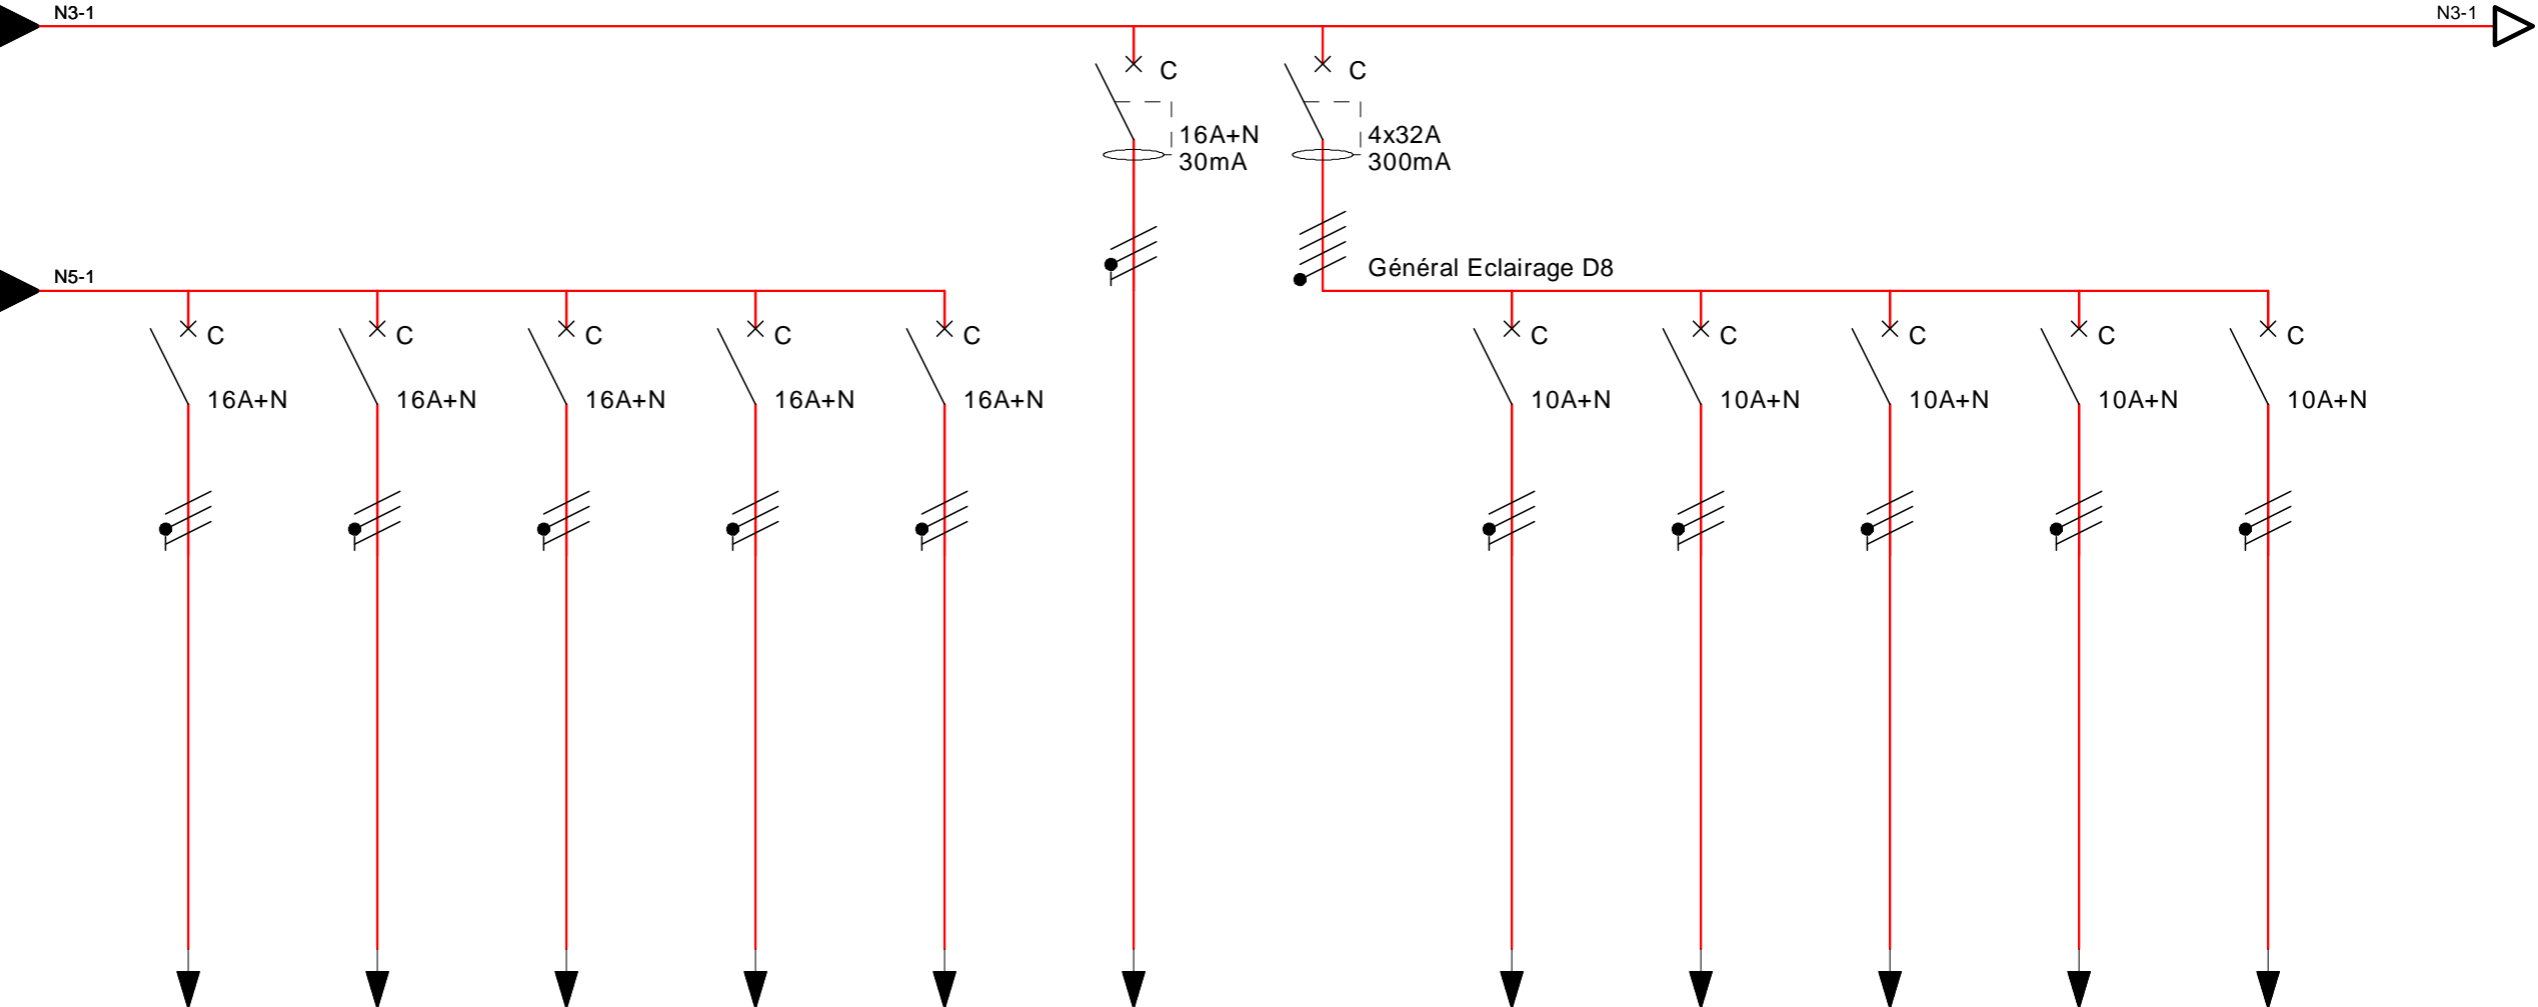 N3-1
N3-1
C
C
16A+N
30mA
4x32A
300mA
Général Eclairage D8
N5-1
C
C
C
C
C
C
C
C
C
C
16A+N
16A+N
16A+N
16A+N
16A+N
10A+N
10A+N
10A+N
10A+N
10A+N